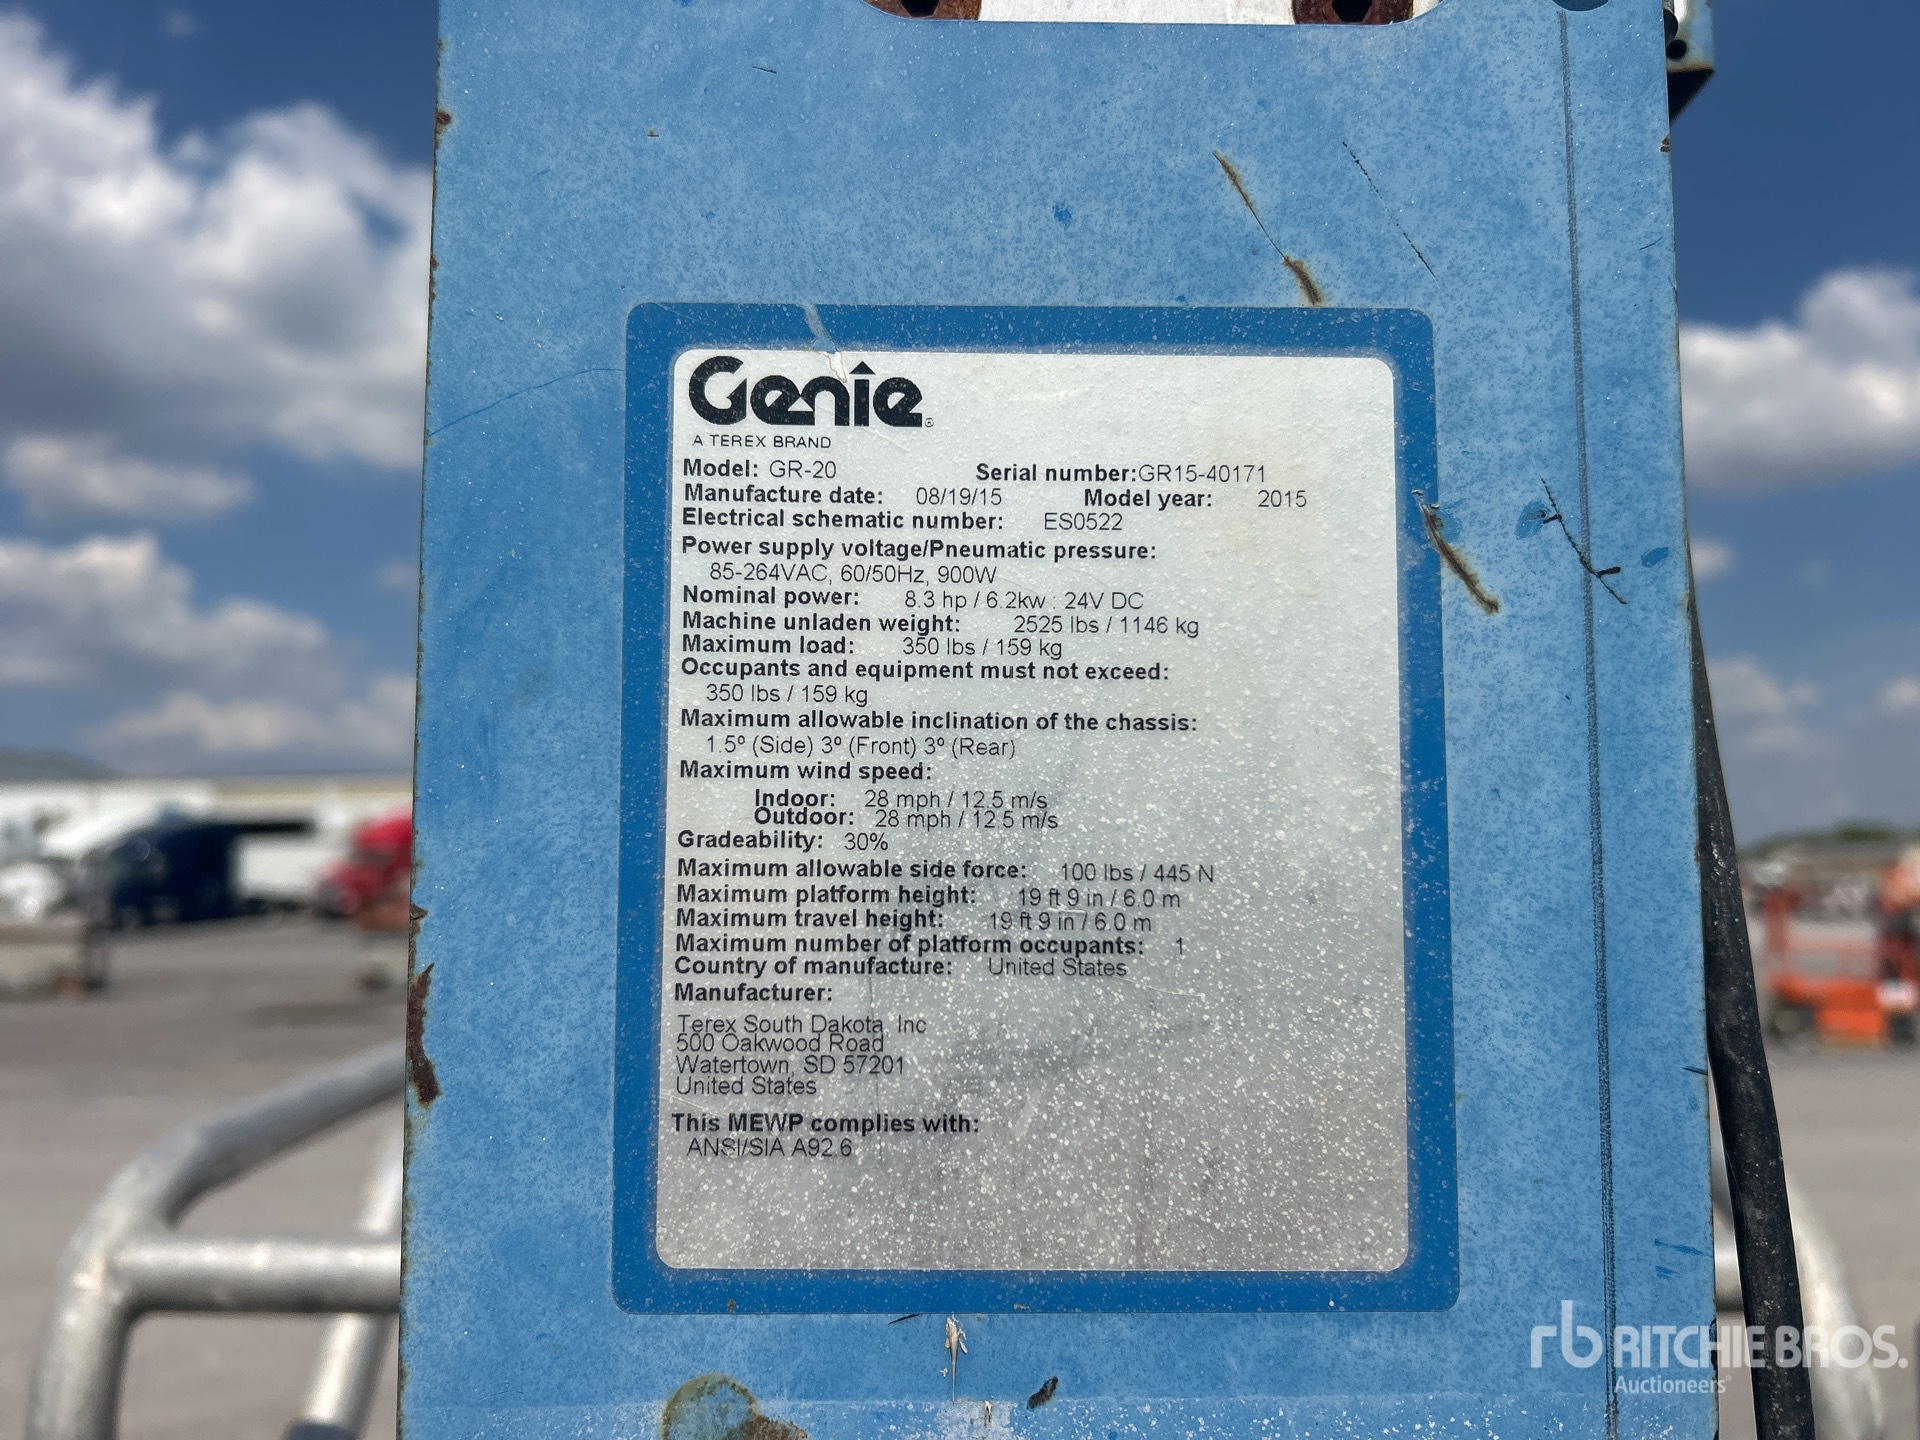 Genie®
A TEREX BRAND
Model: GR-20 Serial number:GR15-40171
Manufacture date: 08/19/15 Model year: 2015
Electrical schematic number: ES0522
Power supply voltage/Pneumatic pressure:
85-264VAC, 60/50Hz, 900W
Nominal power: 8.3 hp / 6.2kw : 24V DC
Machine unladen weight: 2525 lbs / 1146 kg
Maximum load: 350 lbs / 159 kg
Occupants and equipment must not exceed:
350 lbs / 159 kg
Maximum allowable inclination of the chassis:
1.5º (Side) 3º (Front) 3º (Rear)
Maximum wind speed:
Indoor: 28 mph / 12.5 m/s
Outdoor: 28 mph / 12.5 m/s
Gradeability: 30%
Maximum allowable side force: 100 lbs / 445 N
Maximum platform height: 19 ft 9 in / 6.0 m
Maximum travel height: 19 ft 9 in / 6.0 m
Maximum number of platform occupants: 1
Country of manufacture: United States
Manufacturer:
Terex South Dakota, Inc
500 Oakwood Road
Watertown, SD 57201
United States
This MEWP complies with:
ANSI/SIA A92.6
rb RITCHIE BROS.
Auctioneers